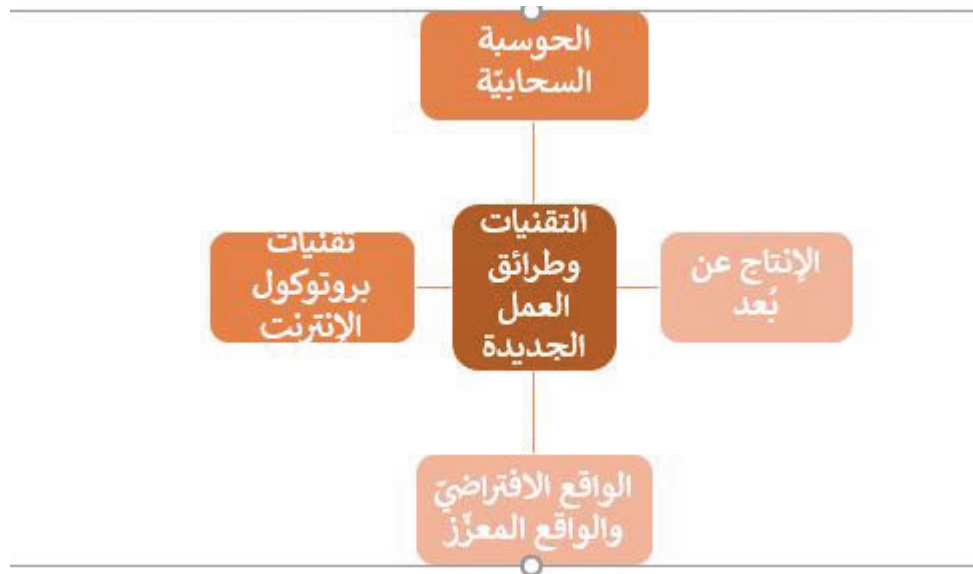 الحوسبة
السحابيّة
التقنيات
وطرائق
العمل
الجديدة
الإنتاج عن
بُعد
تقنيات
بروتوكول
الإنترنت
الواقع الافتراضيّ
والواقع المعزّز